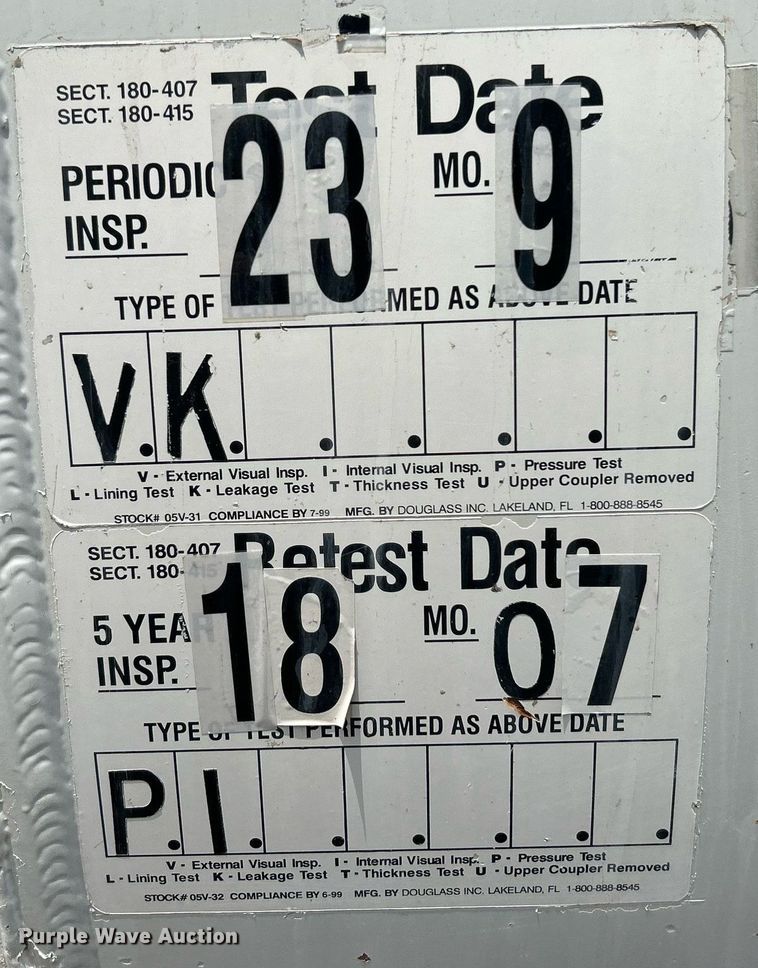 SECT. 180-407 Test Date
SECT. 180-415
PERIODIC 23 MO. 9
INSP.
TYPE OF TEST PERFORMED AS ABOVE DATE
V. K. . . . . .
V - External Visual Insp. I - Internal Visual Insp. P - Pressure Test
L - Lining Test K - Leakage Test T - Thickness Test U - Upper Coupler Removed
STOCK# 05V-31 COMPLIANCE BY 7-99 MFG. BY DOUGLASS INC. LAKELAND, FL 1-800-888-8545
SECT. 180-407 Retest Date
SECT. 180-415
5 YEAR 18 MO. 07
INSP.
TYPE OF TEST PERFORMED AS ABOVE DATE
P. I. . . . . .
V - External Visual Insp. I - Internal Visual Insp. P - Pressure Test
L - Lining Test K - Leakage Test T - Thickness Test U - Upper Coupler Removed
STOCK# 05V-32 COMPLIANCE BY 6-99 MFG. BY DOUGLASS INC. LAKELAND, FL 1-800-888-8545
Purple Wave Auction